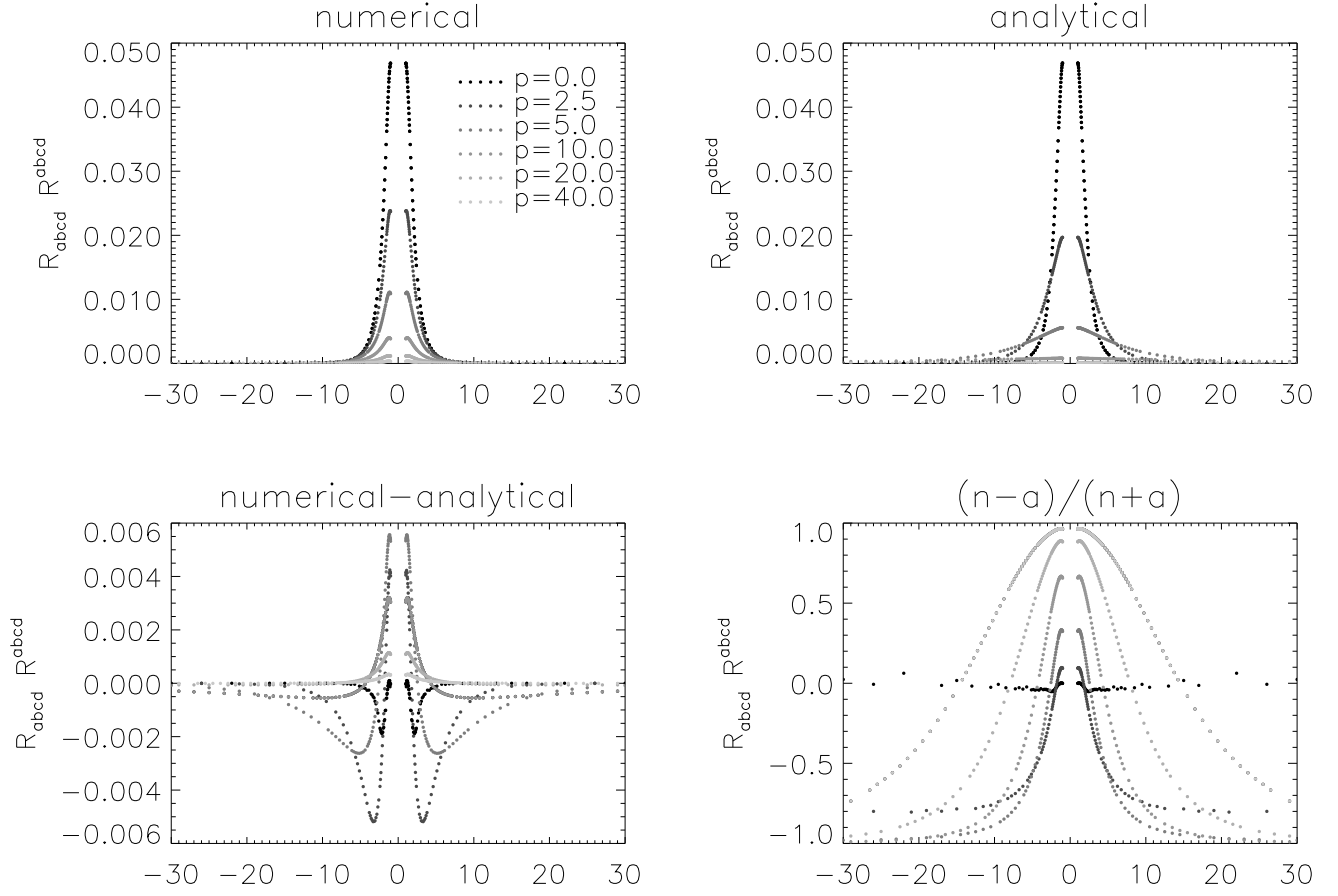 numerical
0.050
0.040
0.030
0.020
0.010
0.000
R_abcd R^abcd
p=0.0
p=2.5
p=5.0
p=10.0
p=20.0
p=40.0
−30 −20 −10 0 10 20 30
analytical
0.050
0.040
0.030
0.020
0.010
0.000
R_abcd R^abcd
−30 −20 −10 0 10 20 30
numerical−analytical
0.006
0.004
0.002
0.000
−0.002
−0.004
−0.006
R_abcd R^abcd
−30 −20 −10 0 10 20 30
(n−a)/(n+a)
1.0
0.5
0.0
−0.5
−1.0
R_abcd R^abcd
−30 −20 −10 0 10 20 30